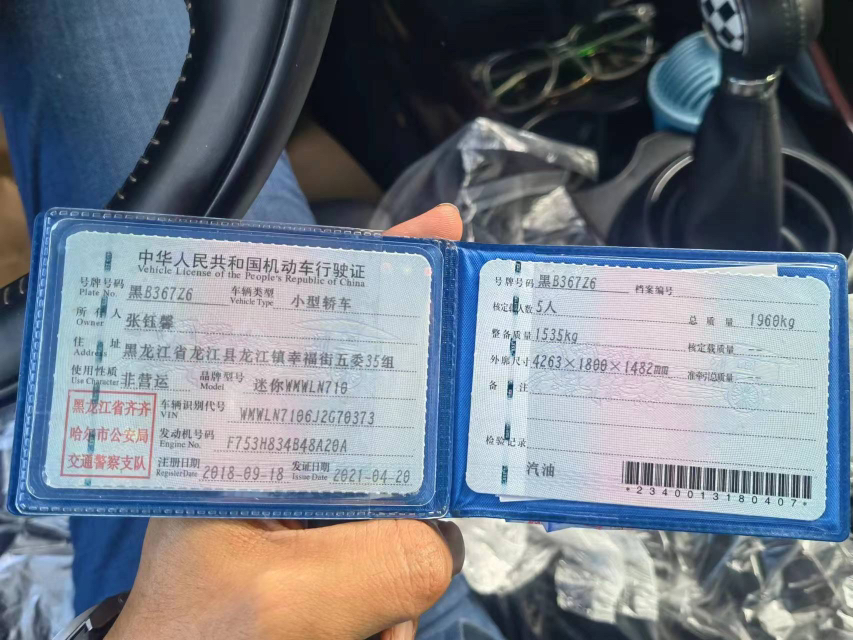 中华人民共和国机动车行驶证
Vehicle License of the People's Republic of China
号牌号码 Plate No. 黑B367Z6 车辆类型 Vehicle Type 小型轿车
所有人 Owner 张钰馨
住址 Address 黑龙江省龙江县龙江镇幸福街五委35组
使用性质 Use Character 非营运 品牌型号 Model 迷你WMWLN710
黑龙江省齐齐
哈尔市公安局
交通警察支队
车辆识别代号 VIN WMWLN7106J2G70373
发动机号码 Engine No. F753H834B48A20A
注册日期 Register Date 2018-09-18 发证日期 Issue Date 2021-04-20
号牌号码 黑B367Z6 档案编号
核定载人数 5人 总质量 1960kg
整备质量 1535kg 核定载质量 --
外廓尺寸 4263×1800×1482mm 准牵引总质量 --
备注
检验记录
汽油
*2340013180407*